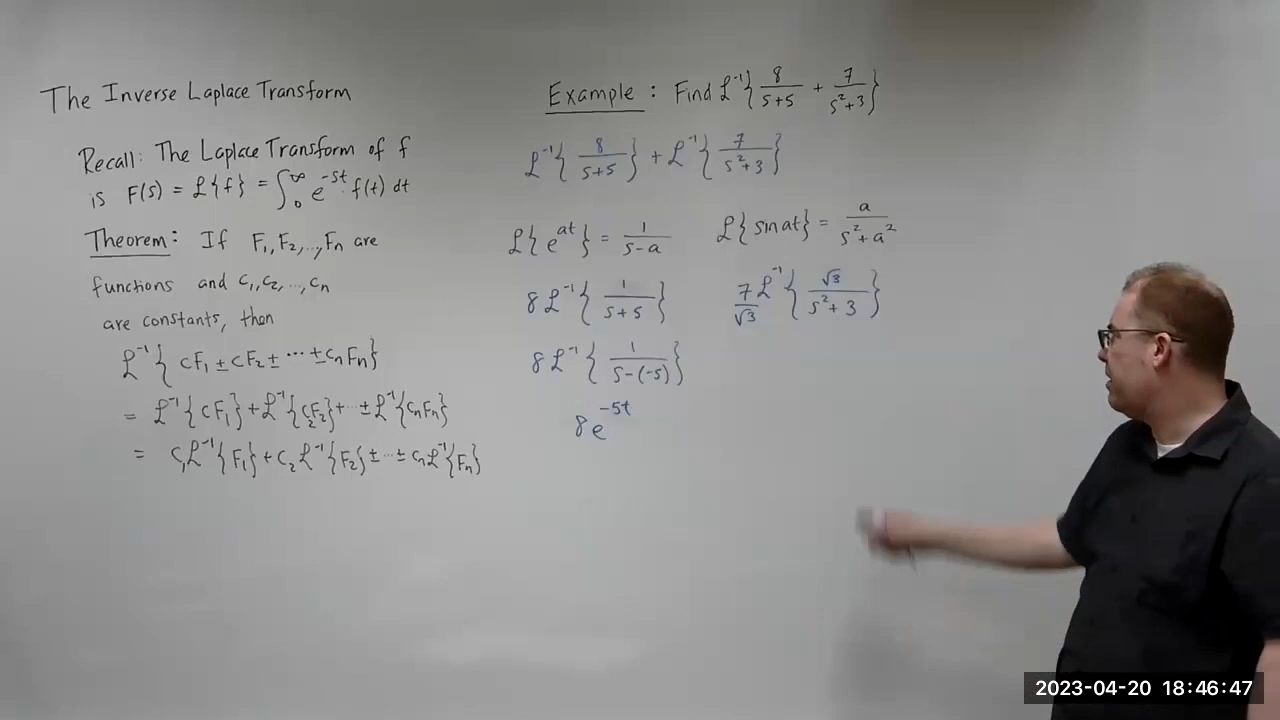 The Inverse Laplace Transform
Recall: The Laplace Transform of f
is F(s) = ℒ{f} = ∫₀^∞ e^{-st} · f(t) dt
Theorem: If F₁, F₂, ..., Fₙ are
functions and c₁, c₂, ..., cₙ
are constants, then
ℒ⁻¹{ cF₁ ± cF₂ ± ... ± cₙFₙ}
= ℒ⁻¹{cF₁} + ℒ⁻¹{c₂F₂} + ... ± ℒ⁻¹{cₙFₙ}
= c₁ℒ⁻¹{F₁} + c₂ℒ⁻¹{F₂} ± ... ± cₙℒ⁻¹{Fₙ}
Example: Find ℒ⁻¹{8/(s+5) + 7/(s²+3)}
ℒ⁻¹{8/(s+5)} + ℒ⁻¹{7/(s²+3)}
ℒ{e^{at}} = 1/(s-a)
8ℒ⁻¹{1/(s+5)}
8ℒ⁻¹{1/(s-(-5))}
8e^{-5t}
ℒ{sin at} = a/(s²+a²)
7/√3 ℒ⁻¹{√3/(s²+3)}
2023-04-20 18:46:47